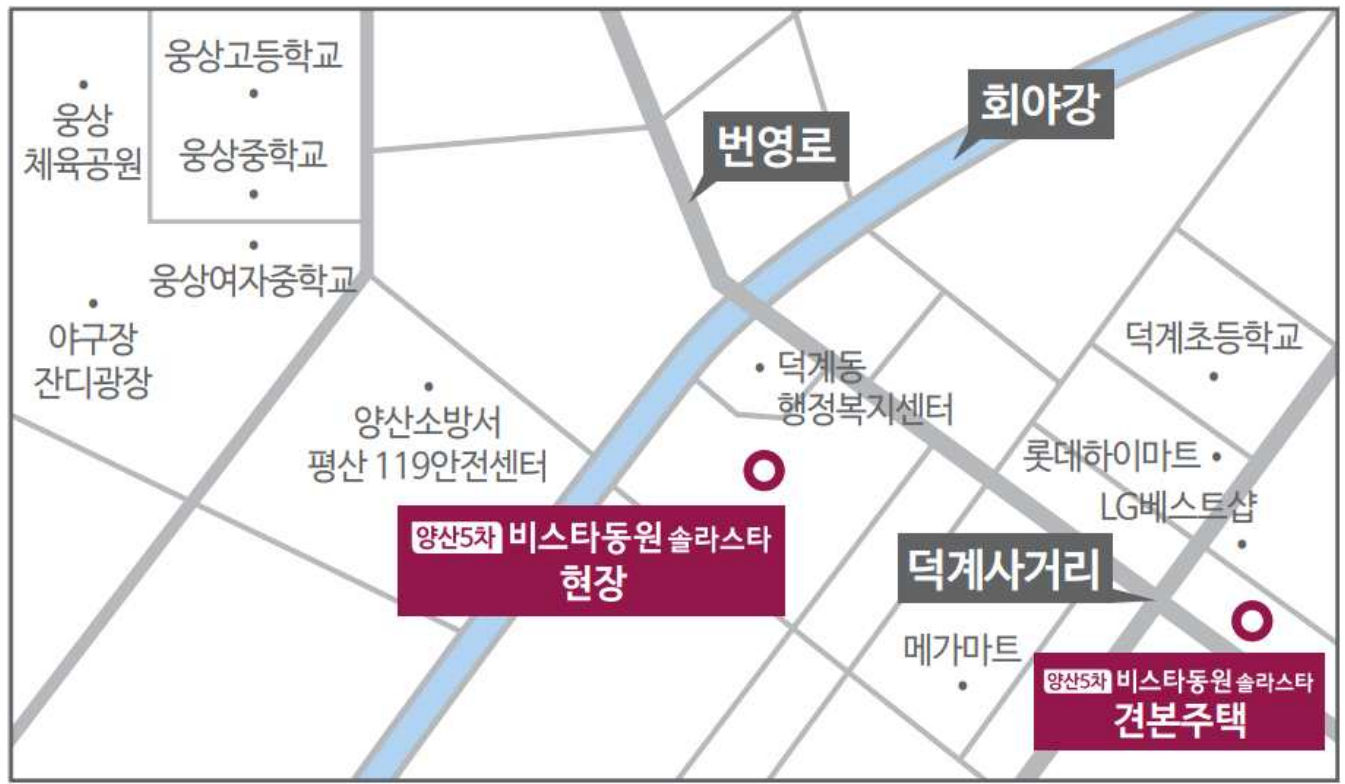 웅상고등학교
웅상
체육공원
웅상중학교
웅상여자중학교
야구장
잔디광장
회야강
번영로
덕계동
행정복지센터
덕계초등학교
양산소방서
평산 119안전센터
롯데하이마트
LG베스트샵
양산5차 비스타동원 솔라스타
현장
덕계사거리
메가마트
양산5차 비스타동원 솔라스타
견본주택